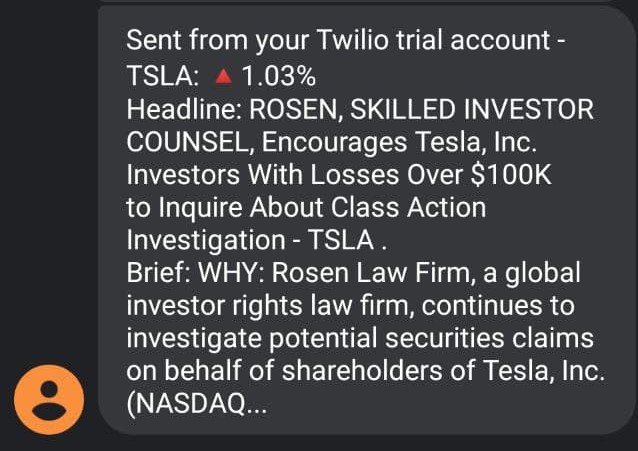 Sent from your Twilio trial account -
TSLA: 🔺 1.03%
Headline: ROSEN, SKILLED INVESTOR
COUNSEL, Encourages Tesla, Inc.
Investors With Losses Over $100K
to Inquire About Class Action
Investigation - TSLA .
Brief: WHY: Rosen Law Firm, a global
investor rights law firm, continues to
investigate potential securities claims
on behalf of shareholders of Tesla, Inc.
(NASDAQ...